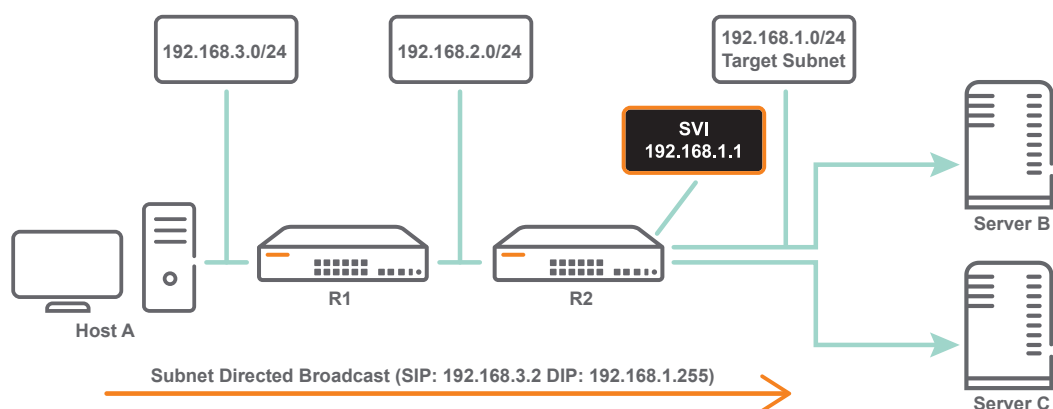 192.168.3.0/24
192.168.2.0/24
192.168.1.0/24
Target Subnet
SVI
192.168.1.1
Server B
R1
R2
Host A
Subnet Directed Broadcast (SIP: 192.168.3.2 DIP: 192.168.1.255)
Server C